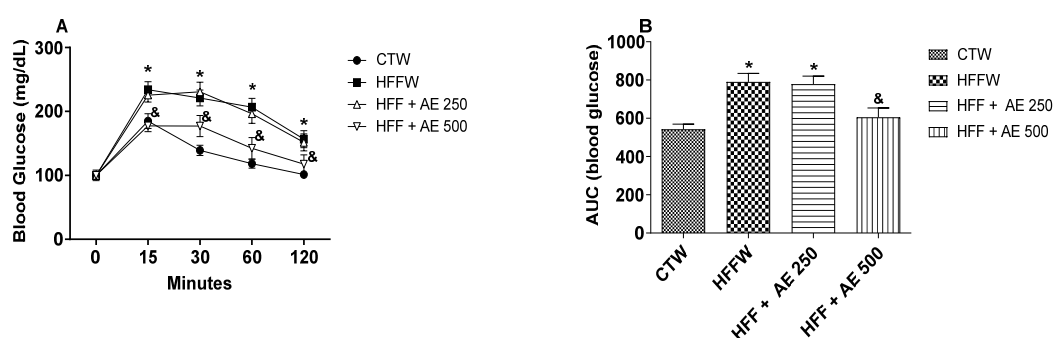 A
Blood Glucose (mg/dL)
300
200
100
0
* * * *
& & & &
0 15 30 60 120
Minutes
CTW
HFFW
HFF + AE 250
HFF + AE 500
B
AUC (blood glucose)
1000
800
600
400
200
0
* * &
CTW
HFFW
HFF + AE 250
HFF + AE 500
CTW
HFFW
HFF + AE 250
HFF + AE 500